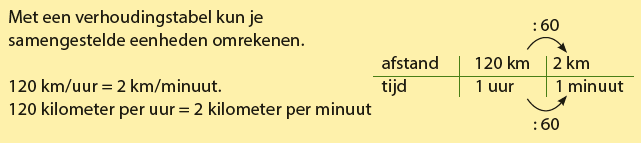 Met een verhoudingstabel kun je
samengestelde eenheden omrekenen.
120 km/uur = 2 km/minuut.
120 kilometer per uur = 2 kilometer per minuut
: 60
afstand 120 km 2 km
tijd 1 uur 1 minuut
: 60